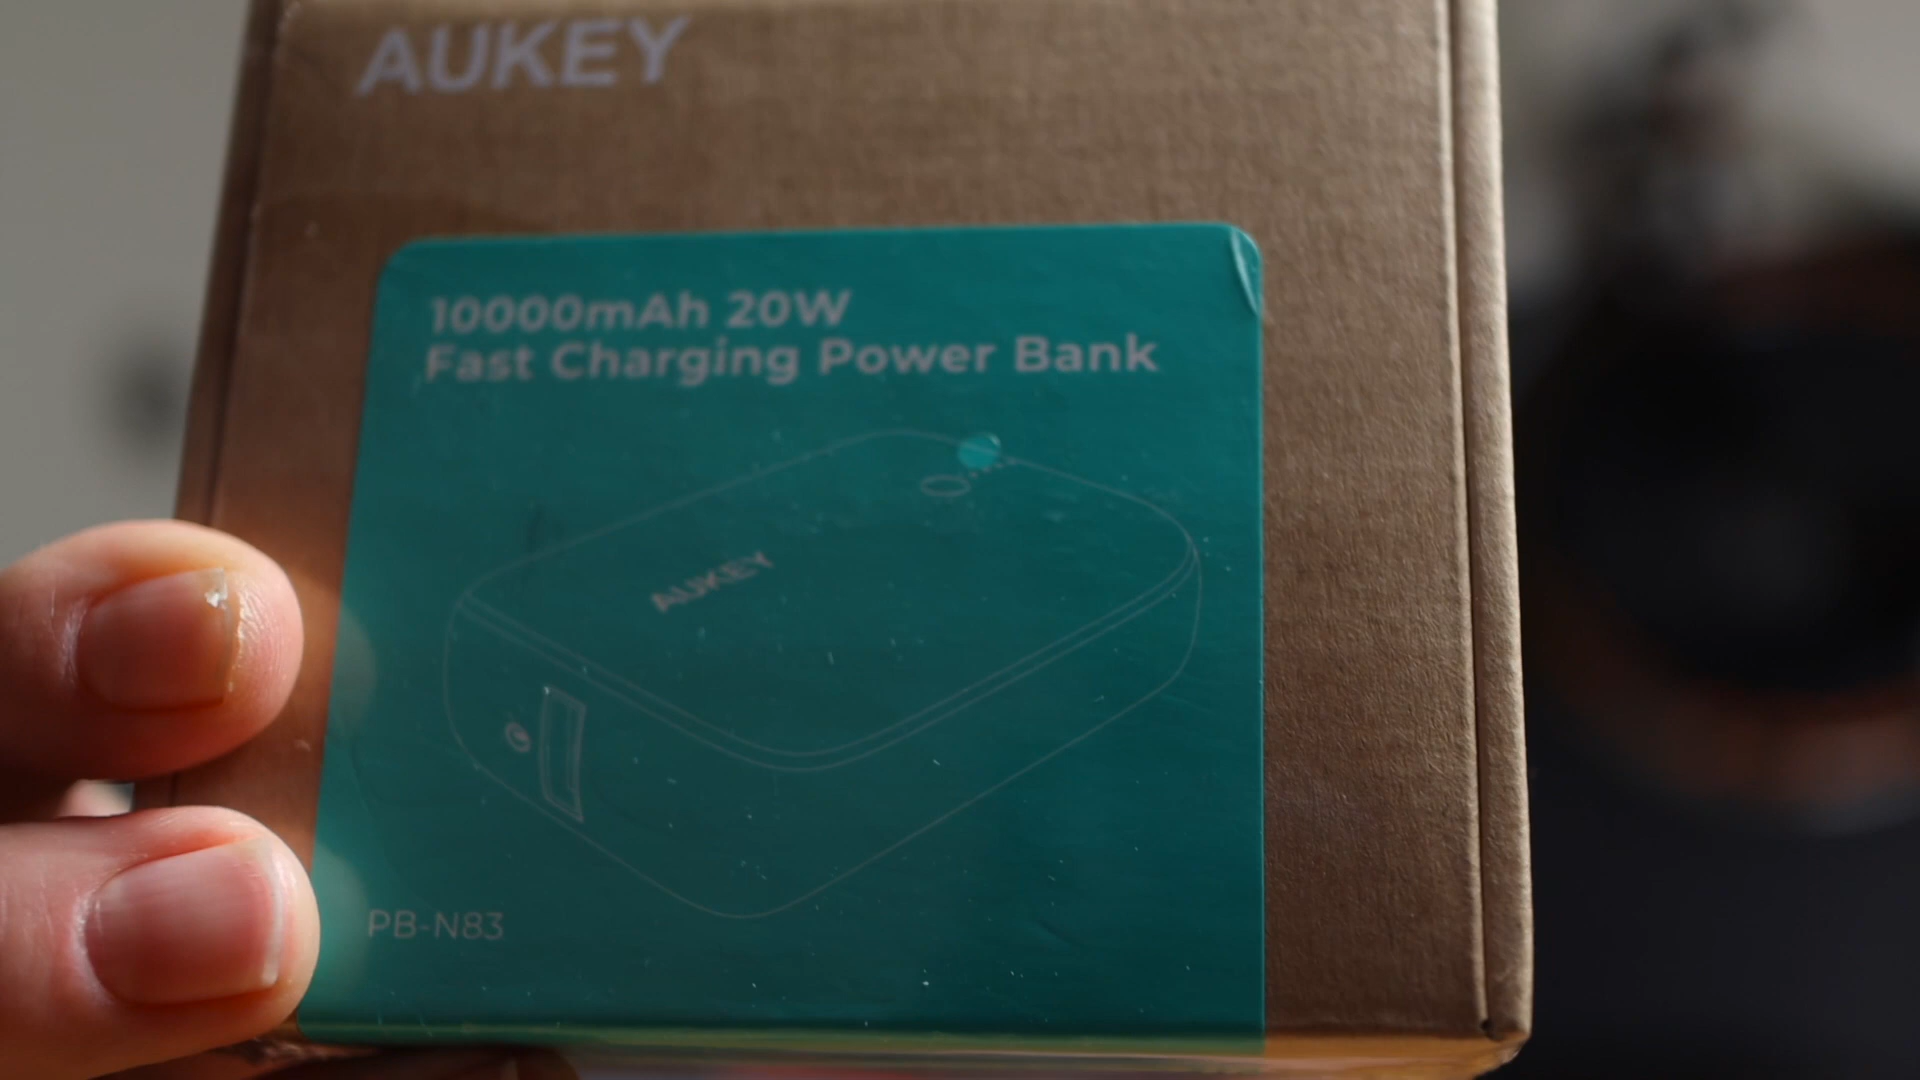 AUKEY
10000mAh 20W
Fast Charging Power Bank
AUKEY
PB-N83